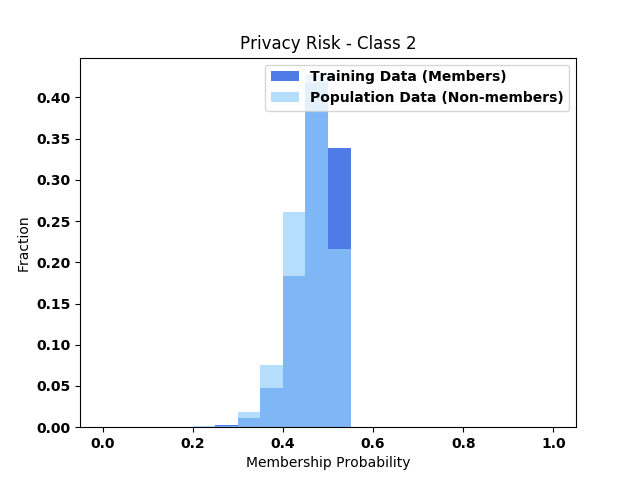 Privacy Risk - Class 2
Training Data (Members)
Population Data (Non-members)
0.40
0.35
0.30
0.25
0.20
0.15
0.10
0.05
0.00
Fraction
0.0 0.2 0.4 0.6 0.8 1.0
Membership Probability